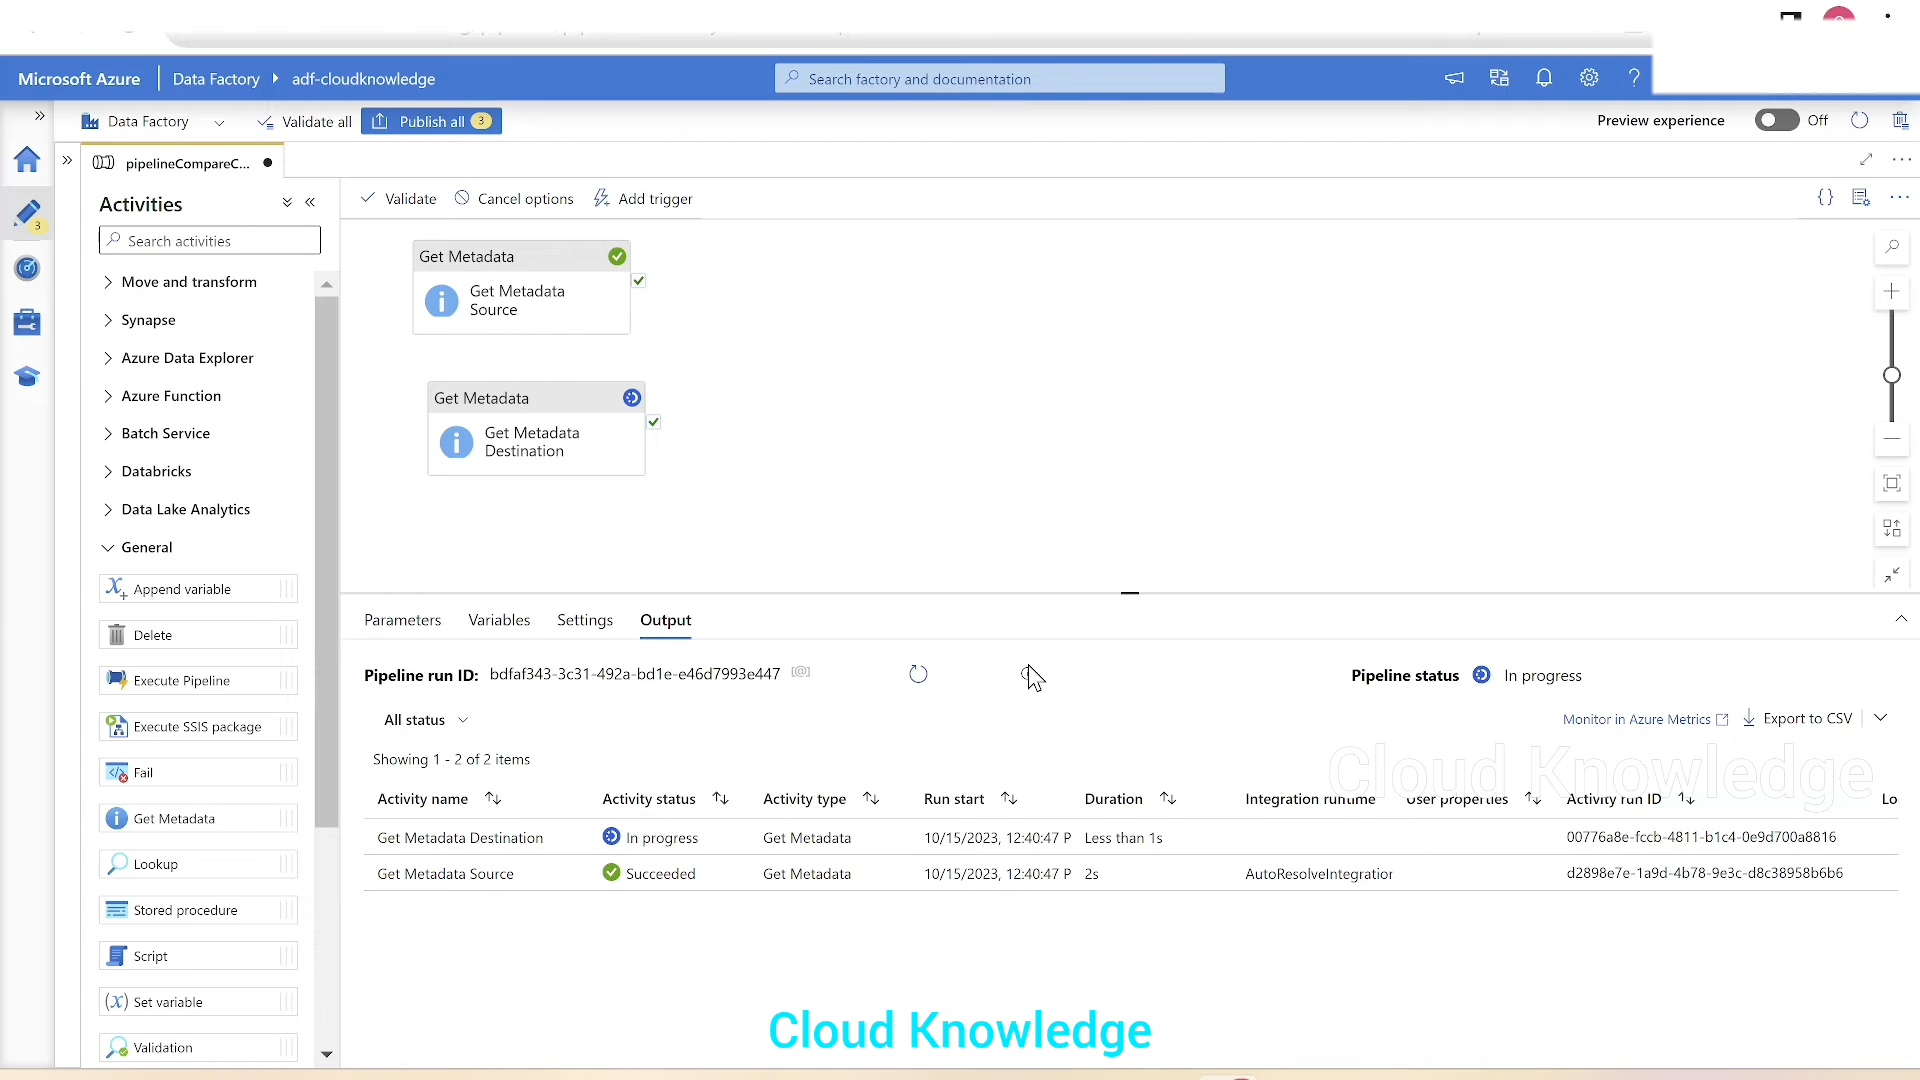 Microsoft Azure Data Factory adf-cloudknowledge Search factory and documentation ?
Data Factory Validate all Publish all 3 Preview experience Off
pipelineCompareC...
Activities Validate Cancel options Add trigger {}
3
Search activities
Move and transform
Synapse
Azure Data Explorer
Azure Function
Batch Service
Databricks
Data Lake Analytics
General
Append variable
Delete
Execute Pipeline
Execute SSIS package
Fail
Get Metadata
Lookup
Stored procedure
Script
(x) Set variable
Validation
Get Metadata
Get Metadata
Source
Get Metadata
Get Metadata
Destination
Parameters Variables Settings Output
Pipeline run ID: bdfaf343-3c31-492a-bd1e-e46d7993e447 [@] Pipeline status In progress
All status Monitor in Azure Metrics Export to CSV
Showing 1 - 2 of 2 items
Cloud Knowledge
Activity name Activity status Activity type Run start Duration Integration runtime User properties Activity run ID Lo
Get Metadata Destination In progress Get Metadata 10/15/2023, 12:40:47 P Less than 1s 00776a8e-fccb-4811-b1c4-0e9d700a8816
Get Metadata Source Succeeded Get Metadata 10/15/2023, 12:40:47 P 2s AutoResolveIntegration d2898e7e-1a9d-4b78-9e3c-d8c38958b6b6
Cloud Knowledge